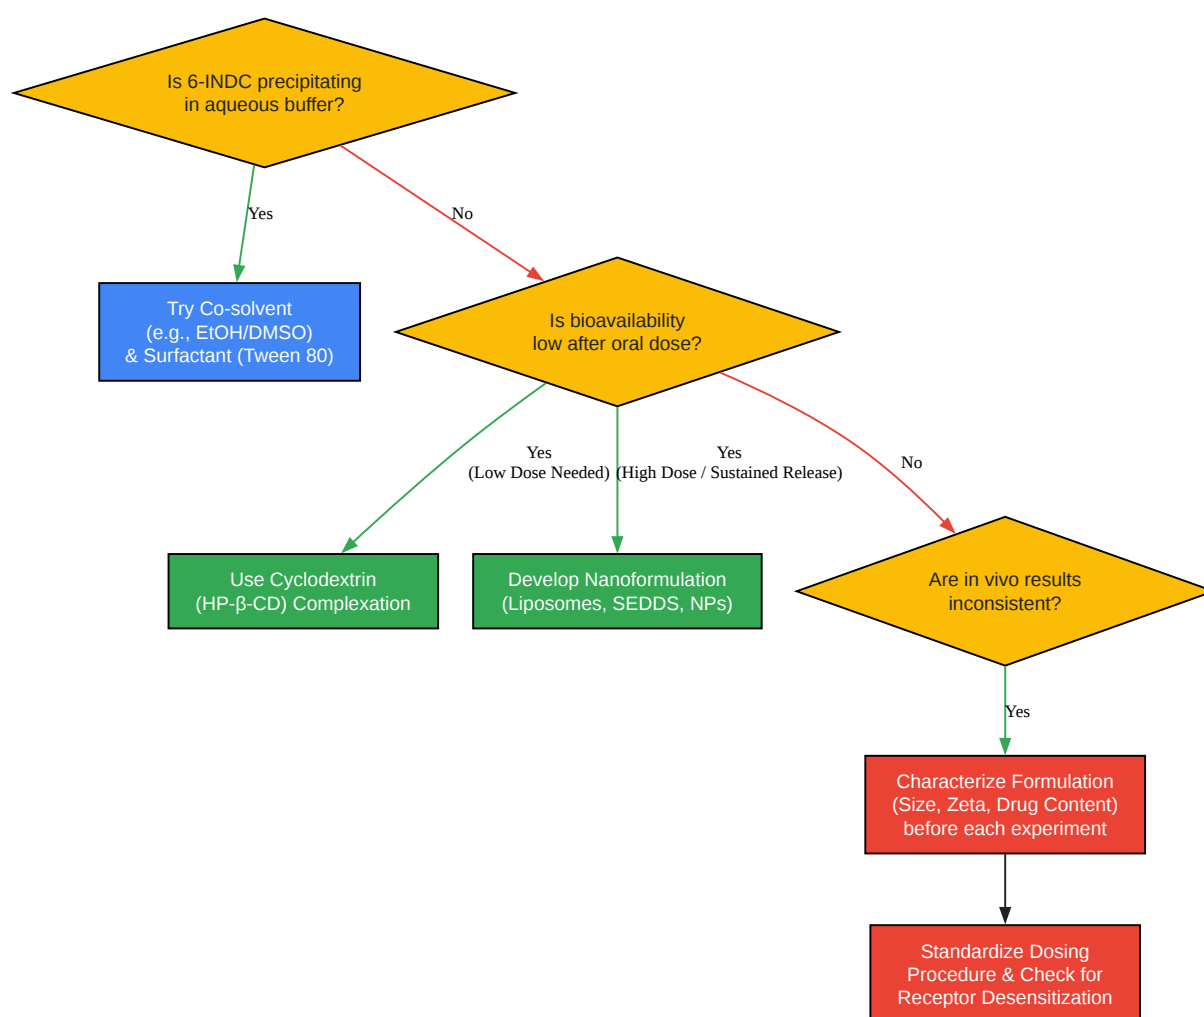 Is 6-INDC precipitating
in aqueous buffer?
Yes
No
Try Co-solvent
(e.g., EtOH/DMSO)
& Surfactant (Tween 80)
Is bioavailability
low after oral dose?
Yes
(Low Dose Needed)
Yes
(High Dose / Sustained Release)
No
Use Cyclodextrin
(HP-β-CD) Complexation
Develop Nanoformulation
(Liposomes, SEDDS, NPs)
Are in vivo results
inconsistent?
Yes
Characterize Formulation
(Size, Zeta, Drug Content)
before each experiment
Standardize Dosing
Procedure & Check for
Receptor Desensitization